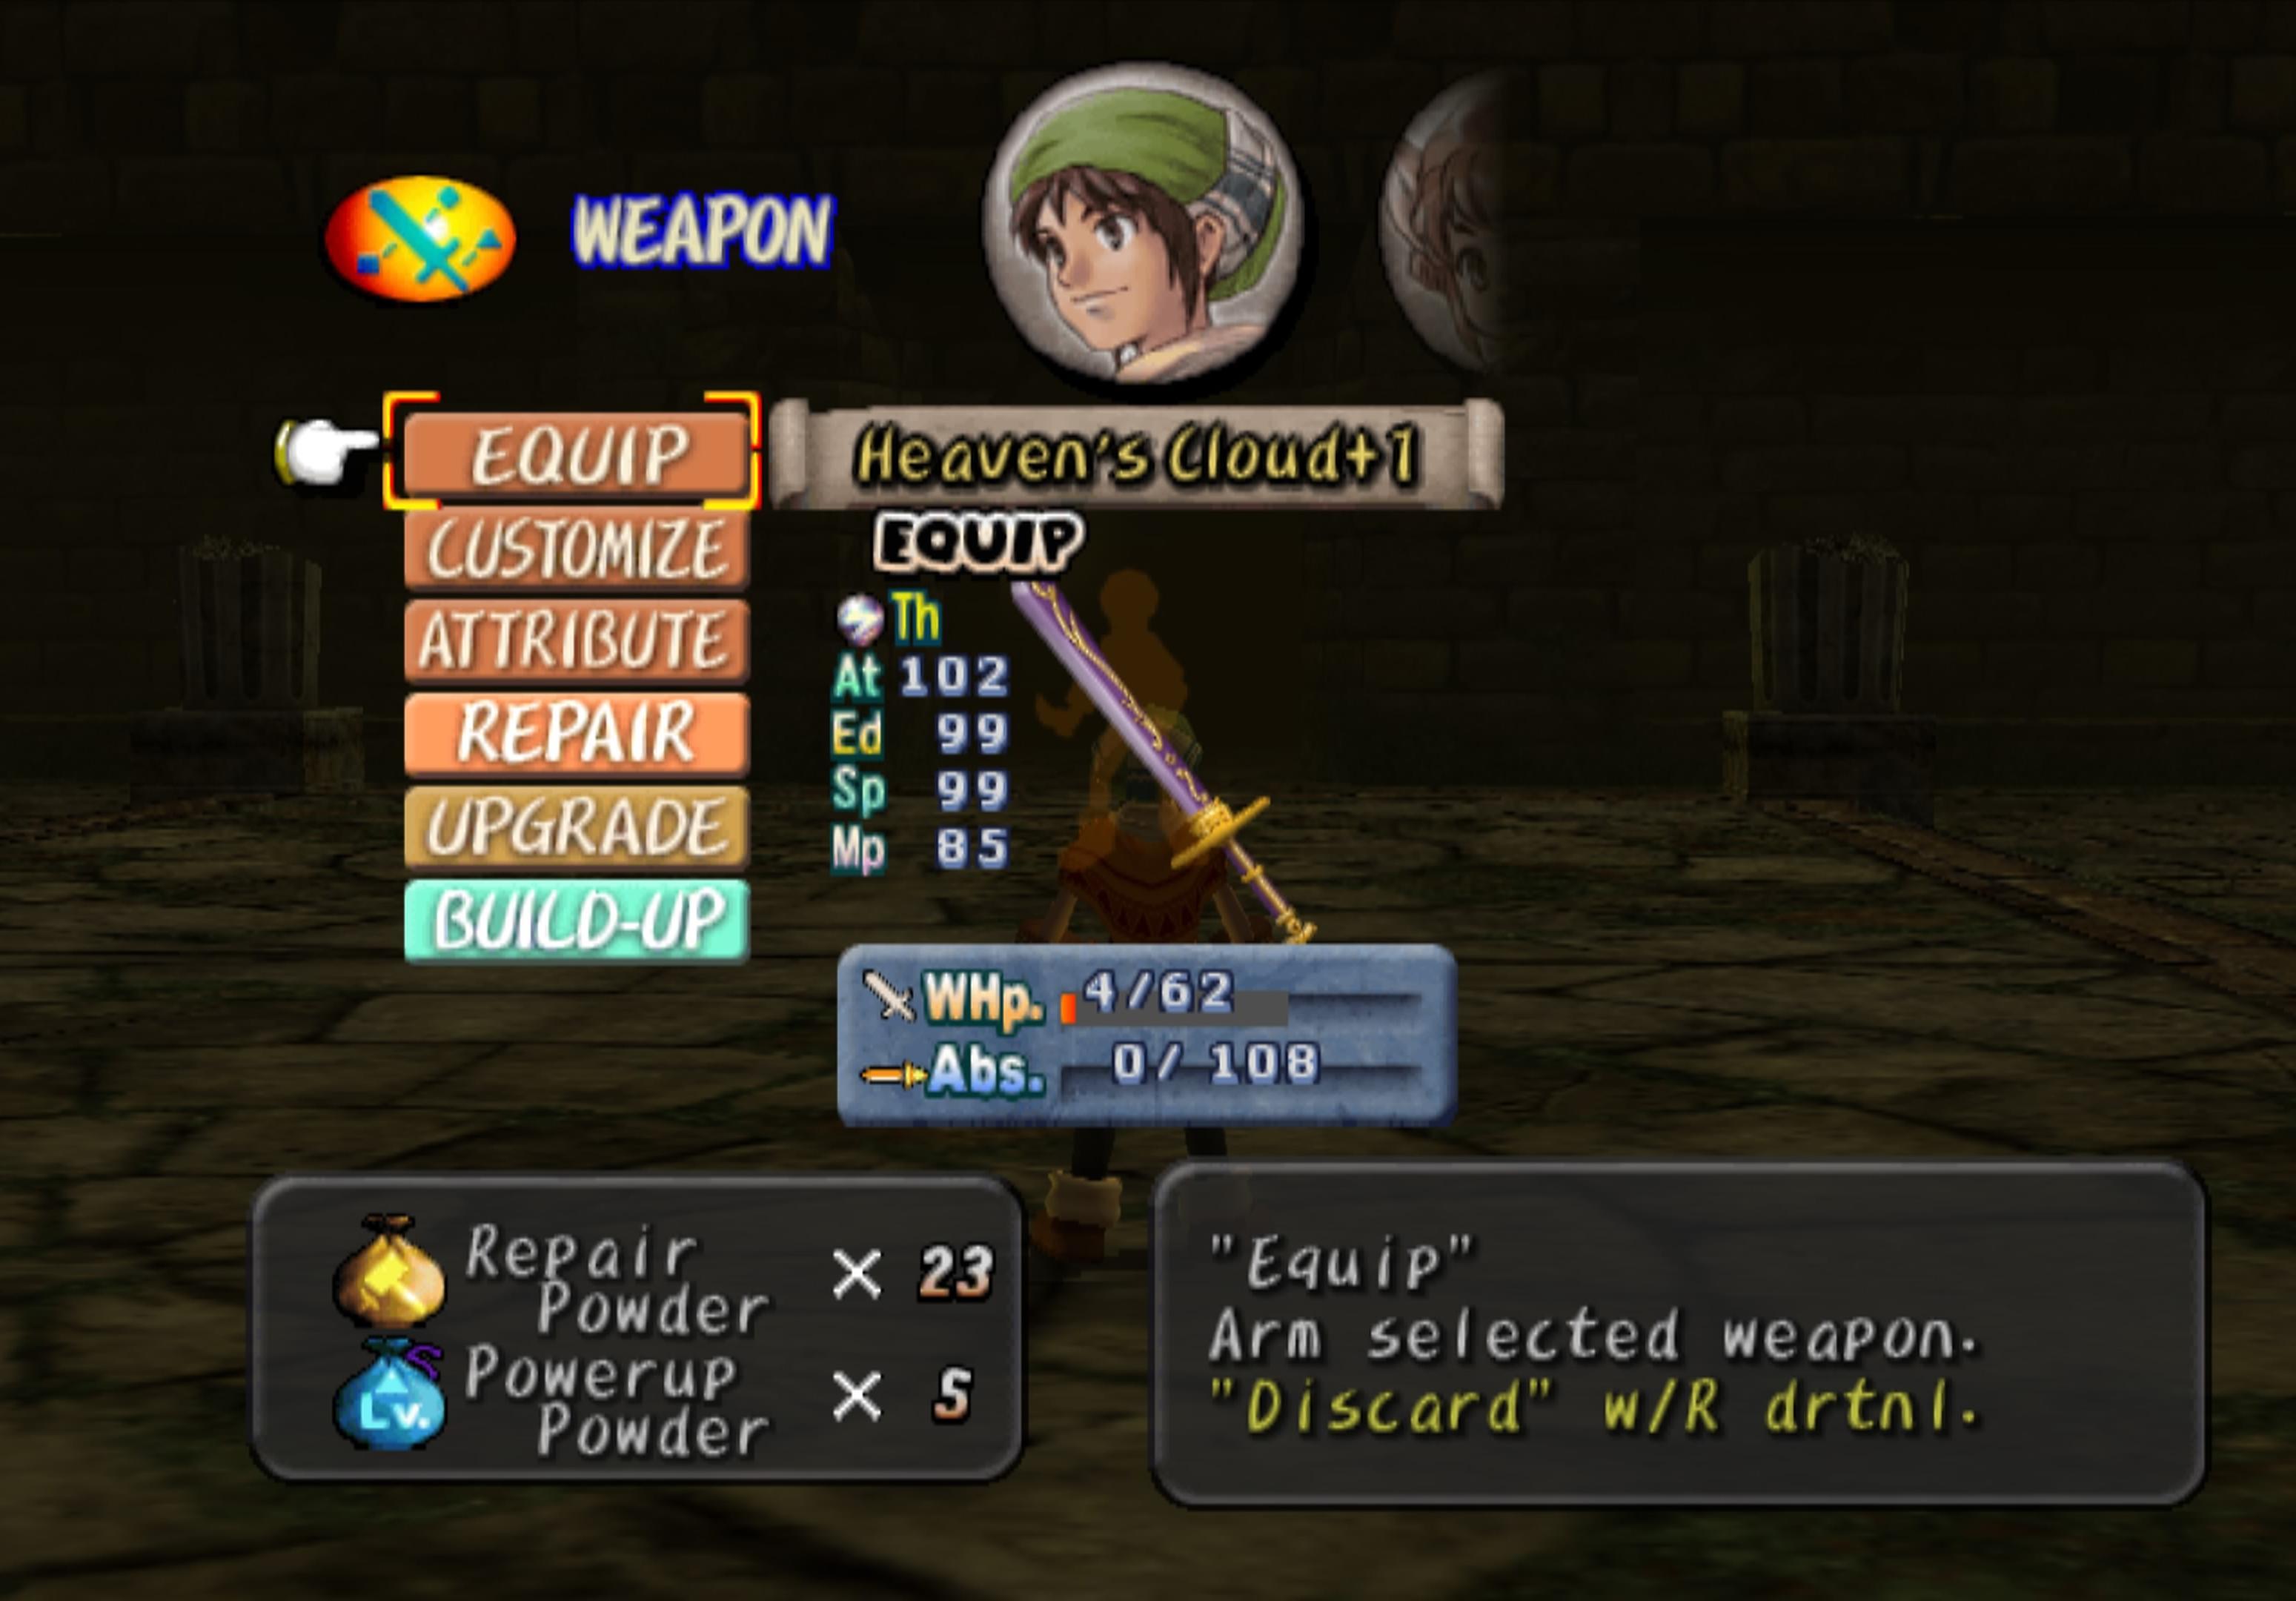 WEAPON
EQUIP
Heaven's Cloud+1
CUSTOMIZE
EQUIP
ATTRIBUTE
Th
At 102
REPAIR
Ed 99
Sp 99
UPGRADE
Mp 85
BUILD-UP
WHp. 4/62
Abs. 0/ 108
Repair
Powder × 23
Powerup
Powder × 5
Lv.
"Equip"
Arm selected weapon.
"Discard" w/R drtnl.